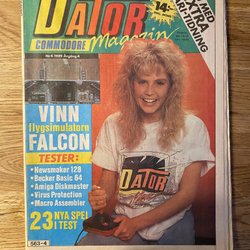 DATOR
COMMODORE
Magazin
14:-
MED
EXTRA
TIDNING
Nr 6 1989 Årgång 4
VINN
flygsimulatorn
FALCON
TESTER:
• Newsmaker 128
• Becker Basic 64
• Amiga Diskmaster
• Virus Protection
• Macro Assembler
23 NYA SPEL
I TEST
DATOR
563-4